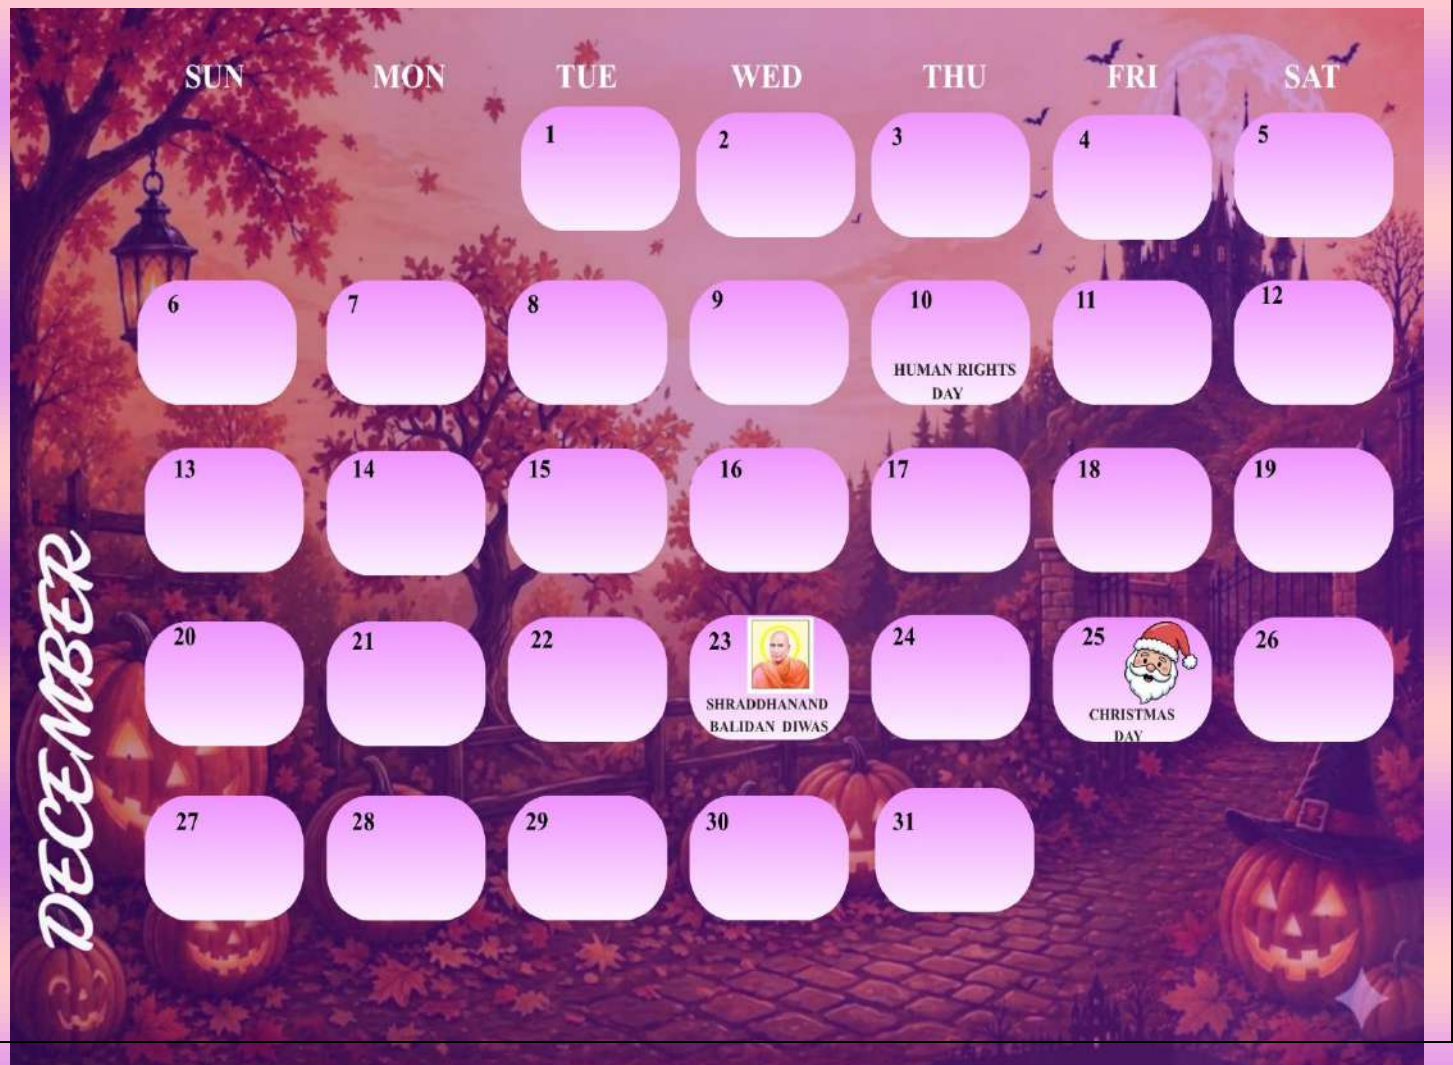 SUN MON TUE WED THU FRI SAT
1 2 3 4 5
6 7 8 9 10 11 12
HUMAN RIGHTS
DAY
13 14 15 16 17 18 19
20 21 22 23 24 25 26
SHRADDHANAND
BALIDAN DIWAS
CHRISTMAS
DAY
27 28 29 30 31
DECEMBER